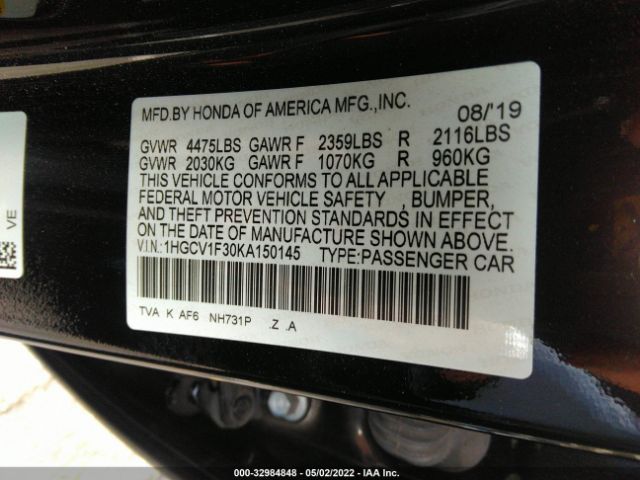 MFD.BY HONDA OF AMERICA MFG.,INC. 08/'19
GVWR 4475LBS GAWR F 2359LBS R 2116LBS
GVWR 2030KG GAWR F 1070KG R 960KG
THIS VEHICLE CONFORMS TO ALL APPLICABLE
FEDERAL MOTOR VEHICLE SAFETY , BUMPER,
AND THEFT PREVENTION STANDARDS IN EFFECT
ON THE DATE OF MANUFACTURE SHOWN ABOVE.
V.I.N.:1HGCV1F30KA150145 TYPE:PASSENGER CAR
TVA K AF6 NH731P .Z .A
VE
000-32984848 - 05/02/2022 - IAA Inc.